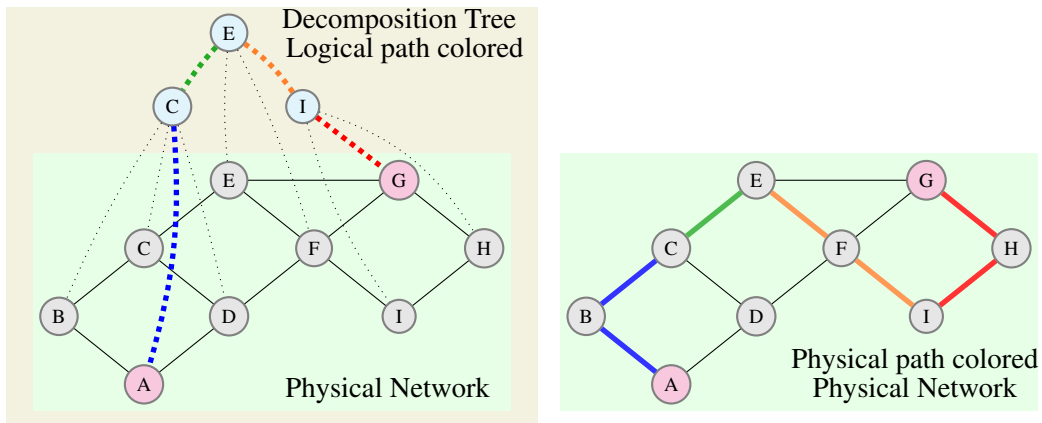 Decomposition Tree
Logical path colored
E
C
I
E
G
C
F
H
B
D
I
A
Physical Network
E
G
C
F
H
B
D
I
A
Physical path colored
Physical Network